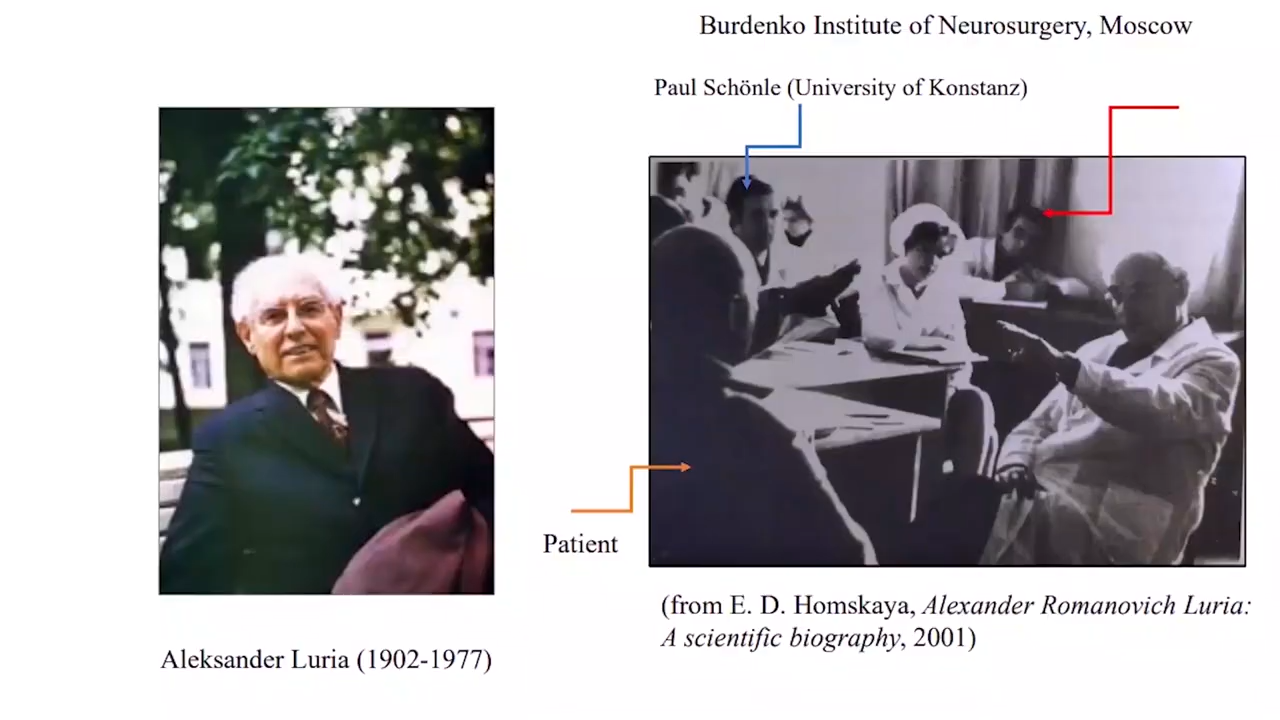 Burdenko Institute of Neurosurgery, Moscow
Paul Schönle (University of Konstanz)
Patient
(from E. D. Homskaya, Alexander Romanovich Luria:
A scientific biography, 2001)
Aleksander Luria (1902-1977)